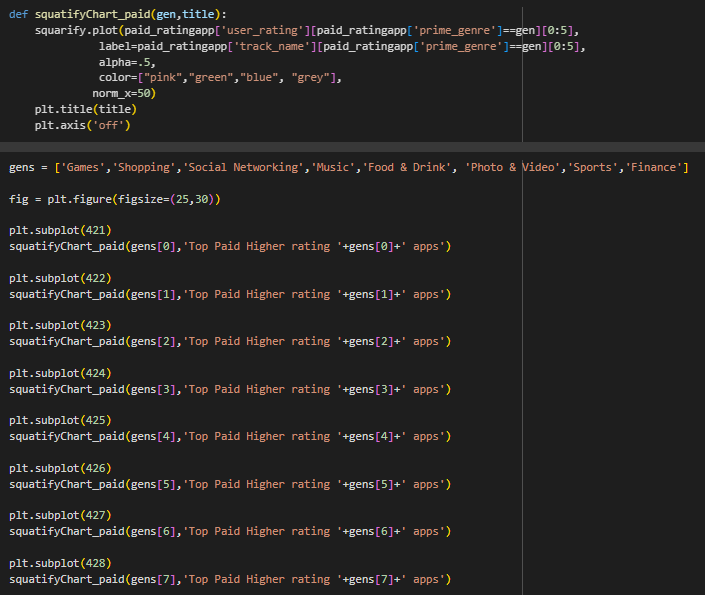 def squatifyChart_paid(gen,title):
    squarify.plot(paid_ratingapp['user_rating'][paid_ratingapp['prime_genre']==gen][0:5],
              label=paid_ratingapp['track_name'][paid_ratingapp['prime_genre']==gen][0:5],
              alpha=.5,
              color=["pink","green","blue", "grey"],
             norm_x=50)
    plt.title(title)
    plt.axis('off')
gens = ['Games','Shopping','Social Networking','Music','Food & Drink', 'Photo & Video','Sports','Finance']
fig = plt.figure(figsize=(25,30))
plt.subplot(421)
squatifyChart_paid(gens[0],'Top Paid Higher rating '+gens[0]+' apps')
plt.subplot(422)
squatifyChart_paid(gens[1],'Top Paid Higher rating '+gens[1]+' apps')
plt.subplot(423)
squatifyChart_paid(gens[2],'Top Paid Higher rating '+gens[2]+' apps')
plt.subplot(424)
squatifyChart_paid(gens[3],'Top Paid Higher rating '+gens[3]+' apps')
plt.subplot(425)
squatifyChart_paid(gens[4],'Top Paid Higher rating '+gens[4]+' apps')
plt.subplot(426)
squatifyChart_paid(gens[5],'Top Paid Higher rating '+gens[5]+' apps')
plt.subplot(427)
squatifyChart_paid(gens[6],'Top Paid Higher rating '+gens[6]+' apps')
plt.subplot(428)
squatifyChart_paid(gens[7],'Top Paid Higher rating '+gens[7]+' apps')